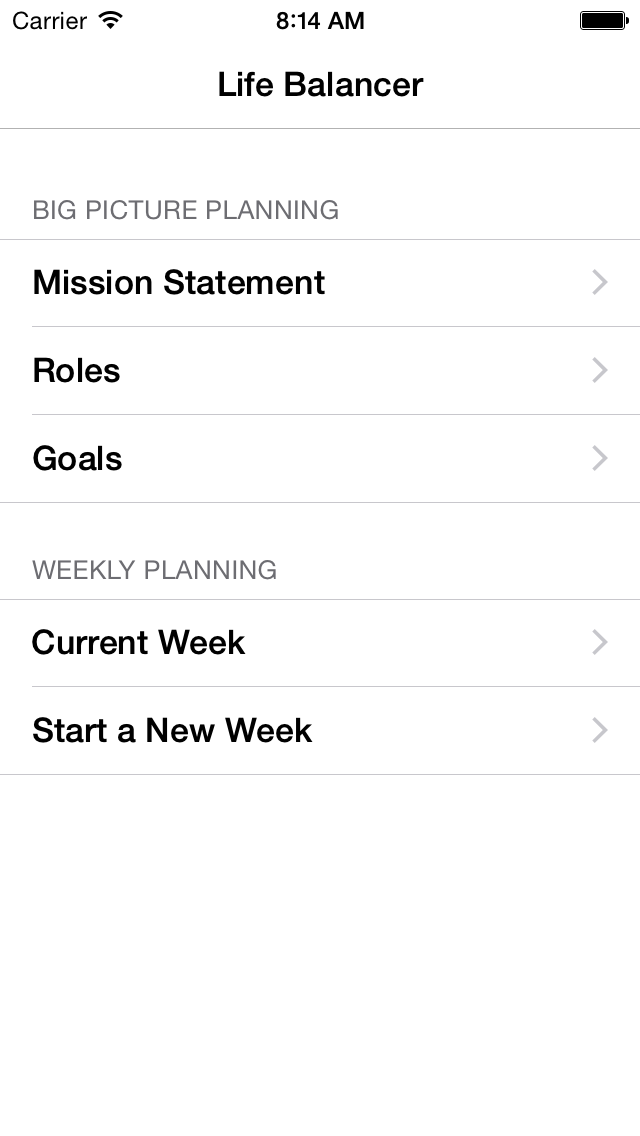 Carrier 8:14 AM
Life Balancer
BIG PICTURE PLANNING
Mission Statement
Roles
Goals
WEEKLY PLANNING
Current Week
Start a New Week